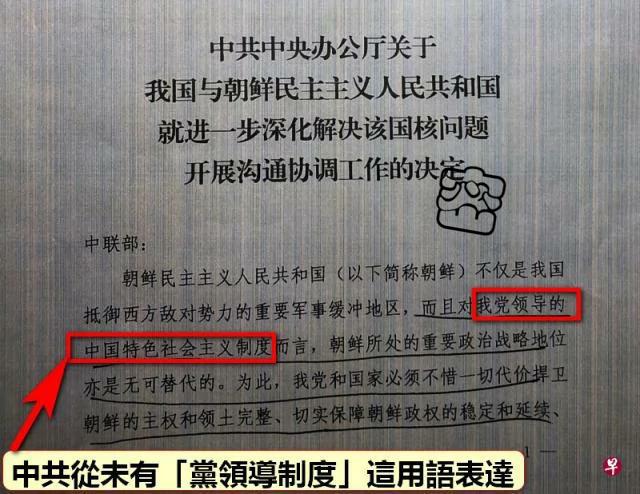 中共中央办公厅关于
我国与朝鲜民主主义人民共和国
就进一步深化解决该国核问题
开展沟通协调工作的决定
中联部：
朝鲜民主主义人民共和国（以下简称朝鲜）不仅是我国
抵御西方敌对势力的重要军事缓冲地区，而且对我党领导的
中国特色社会主义制度而言，朝鲜所处的重要政治战略地位
亦是无可替代的。为此，我党和国家必须不惜一切代价捍卫
朝鲜的主权和领土完整、切实保障朝鲜政权的稳定和延续、
1 —
中共從未有「黨領導制度」這用語表達
早